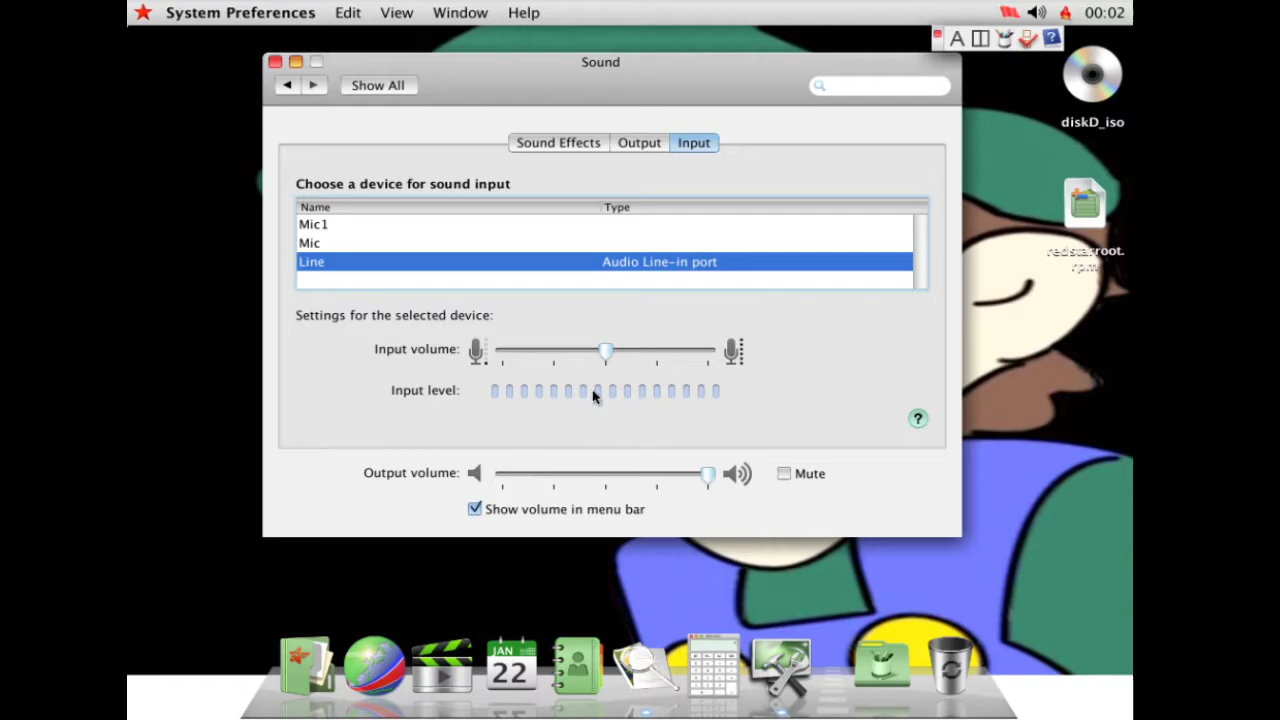 System Preferences Edit View Window Help 00:02
A
diskD_iso
redstarroot.
rpm
Sound
Show All
Sound Effects Output Input
Choose a device for sound input
Name Type
Mic1
Mic
Line Audio Line-in port
Settings for the selected device:
Input volume:
Input level:
?
Output volume: Mute
Show volume in menu bar
JAN
22